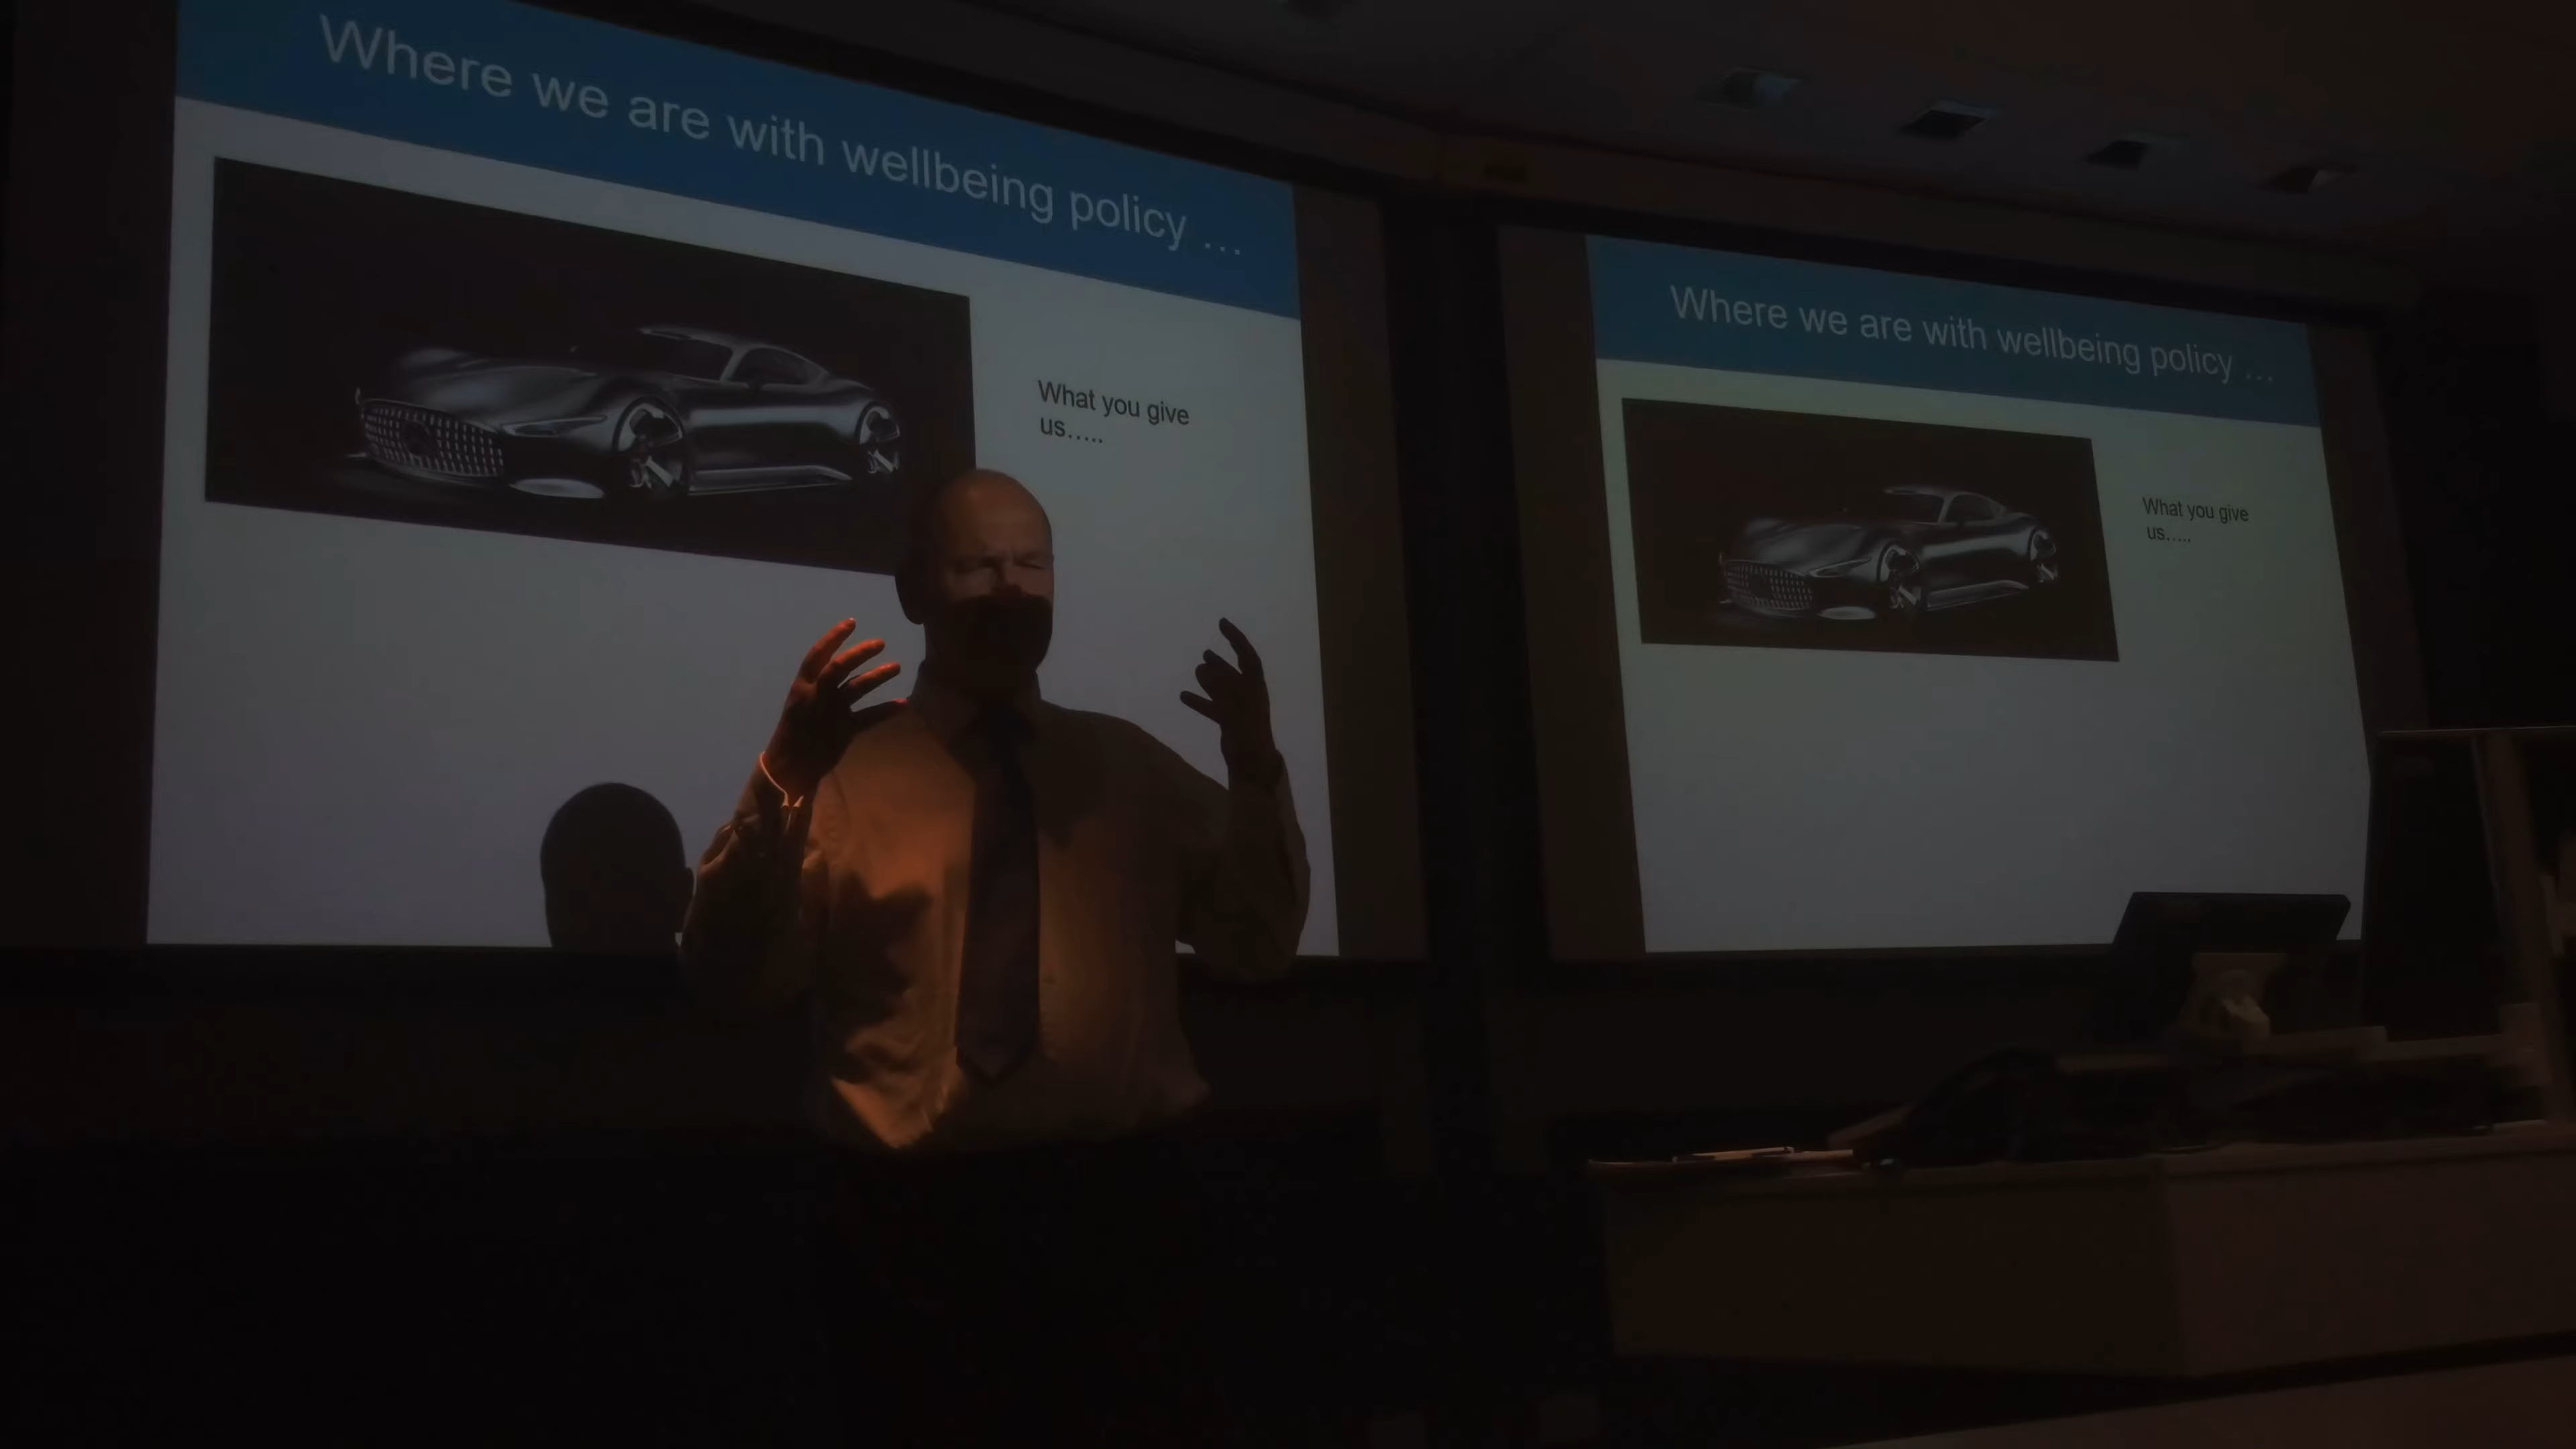 Where we are with wellbeing policy ...
What you give
us.....
Where we are with wellbeing policy ...
What you give
us.....